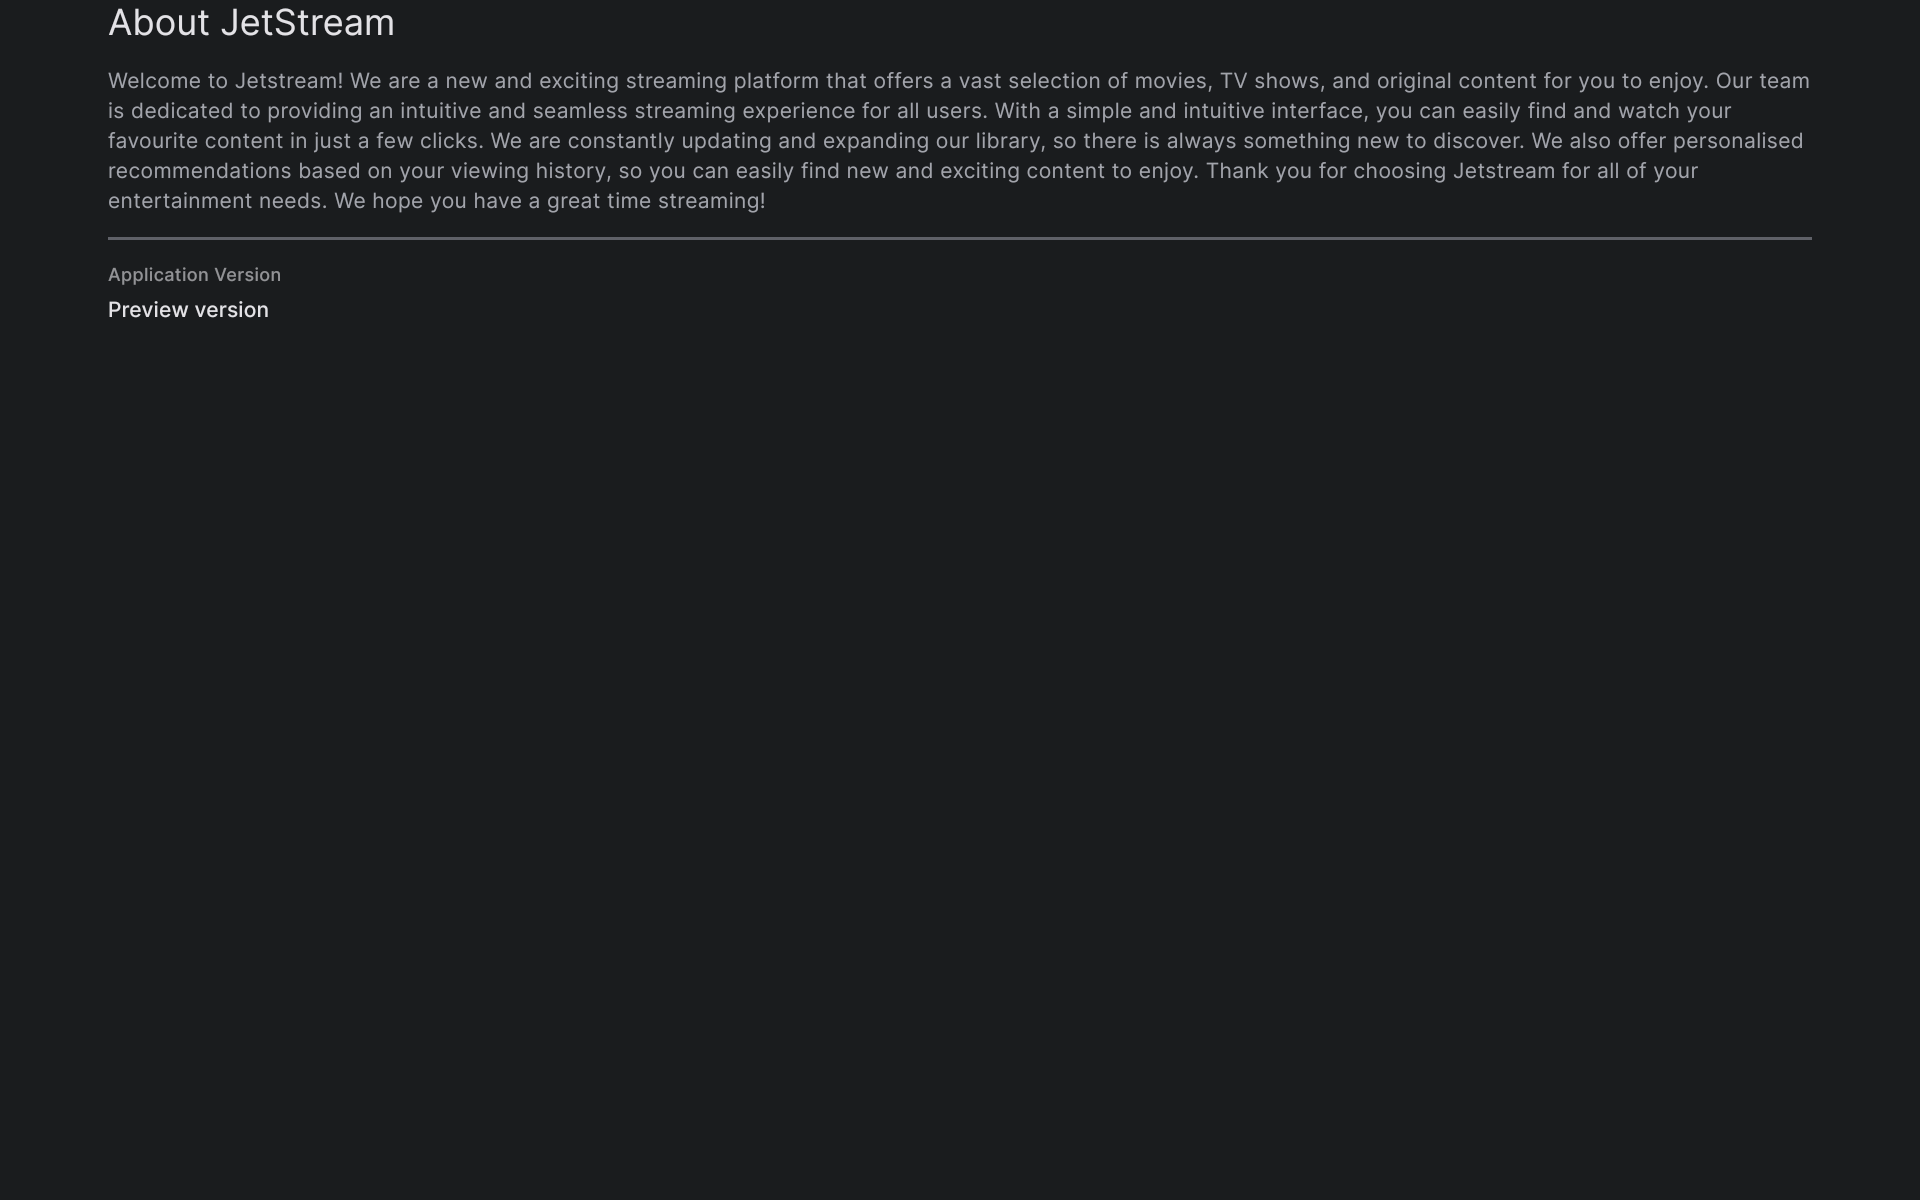 About JetStream
Welcome to Jetstream! We are a new and exciting streaming platform that offers a vast selection of movies, TV shows, and original content for you to enjoy. Our team
is dedicated to providing an intuitive and seamless streaming experience for all users. With a simple and intuitive interface, you can easily find and watch your
favourite content in just a few clicks. We are constantly updating and expanding our library, so there is always something new to discover. We also offer personalised
recommendations based on your viewing history, so you can easily find new and exciting content to enjoy. Thank you for choosing Jetstream for all of your
entertainment needs. We hope you have a great time streaming!
Application Version
Preview version